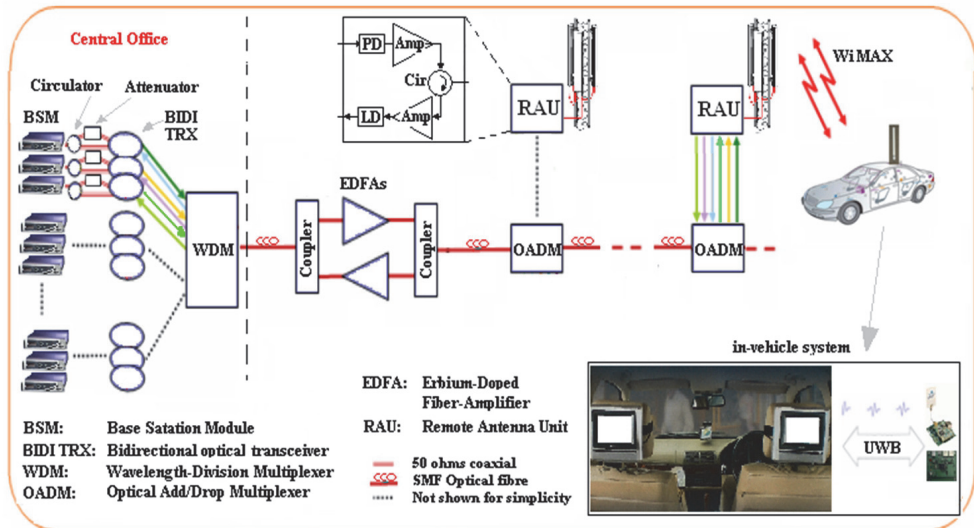 Central Office
Circulator
Attenuator
BSM
BIDI
TRX
WDM
EDFAs
Coupler
Coupler
PD
Amp
Cir
LD
Amp
RAU
OADM
RAU
OADM
WiMAX
in-vehicle system
UWB
EDFA: Erbium-Doped
Fiber-Amplifier
RAU: Remote Antenna Unit
BSM: Base Satation Module
BIDI TRX: Bidirectional optical transceiver
WDM: Wavelength-Division Multiplexer
OADM: Optical Add/Drop Multiplexer
50 ohms coaxial
SMF Optical fibre
Not shown for simplicity